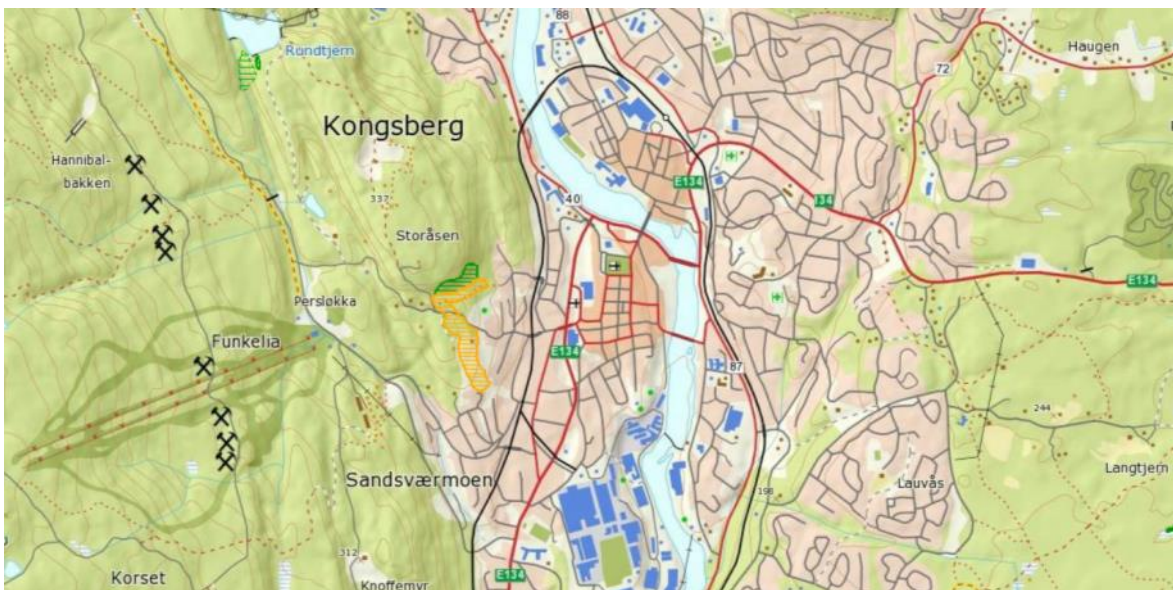 88
Rondtjern
Haugen
72
Kongsberg
Hannibal-
bakken
E134
134
337
40
Storåsen
E134
Persløkka
Funkelia
E134
87
244
Langtjern
Sandsværmoen
Lauvås
198
312
Korset
Knoffemyr
E134